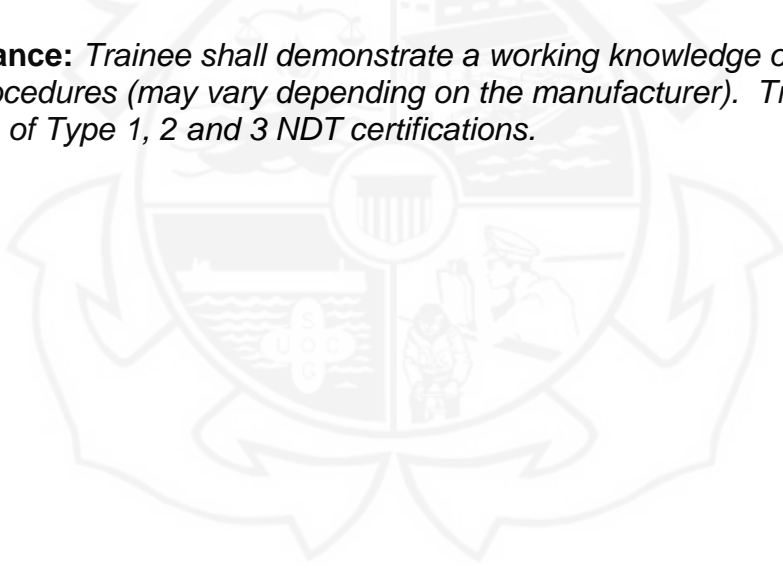 ance: Trainee shall demonstrate a working knowledge o
ocedures (may vary depending on the manufacturer). Tr
of Type 1, 2 and 3 NDT certifications.
S
U O C
G